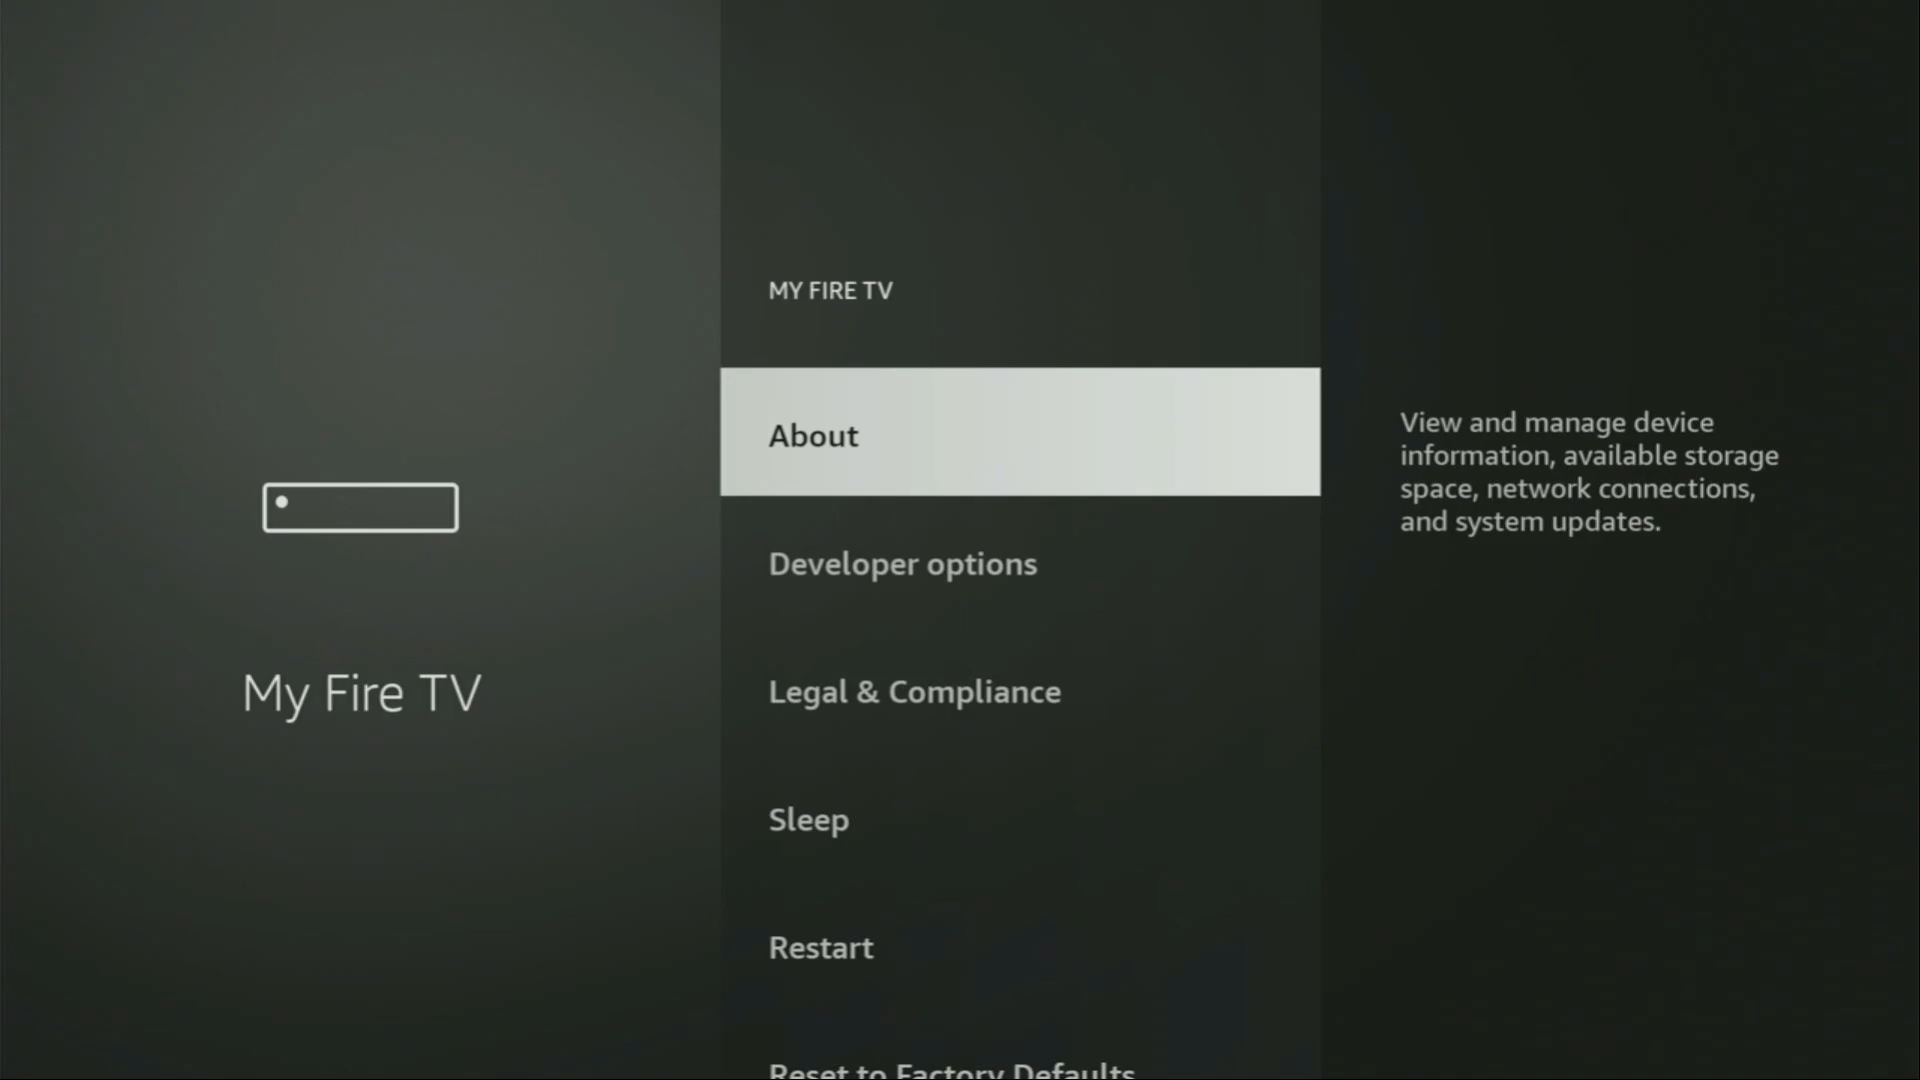 MY FIRE TV
About
View and manage device
information, available storage
space, network connections,
and system updates.
Developer options
My Fire TV
Legal & Compliance
Sleep
Restart
Reset to Factory Defaults